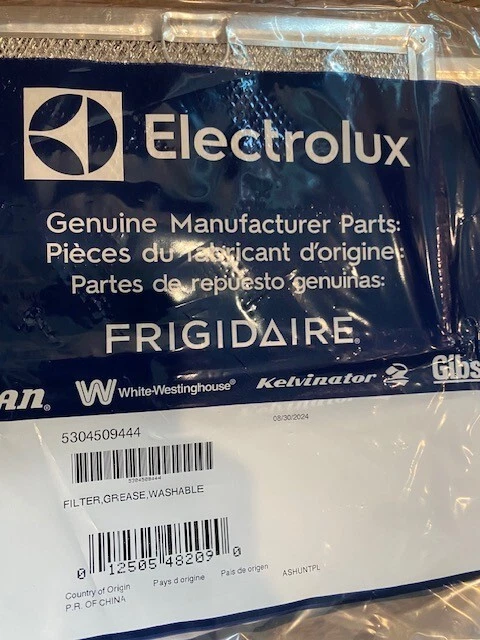 Electrolux
Genuine Manufacturer Parts:
Pièces du fabricant d'origine:
Partes de repuesto genuinas:
FRIGIDAIRE®
AN® White-Westinghouse® Kelvinator Gibs
08/30/2024
5304509444
5304509444
FILTER,GREASE,WASHABLE
0 12505 48209 0
Country of Origin Pays d origine Pais de origen ASHUNTPL
P.R. OF CHINA